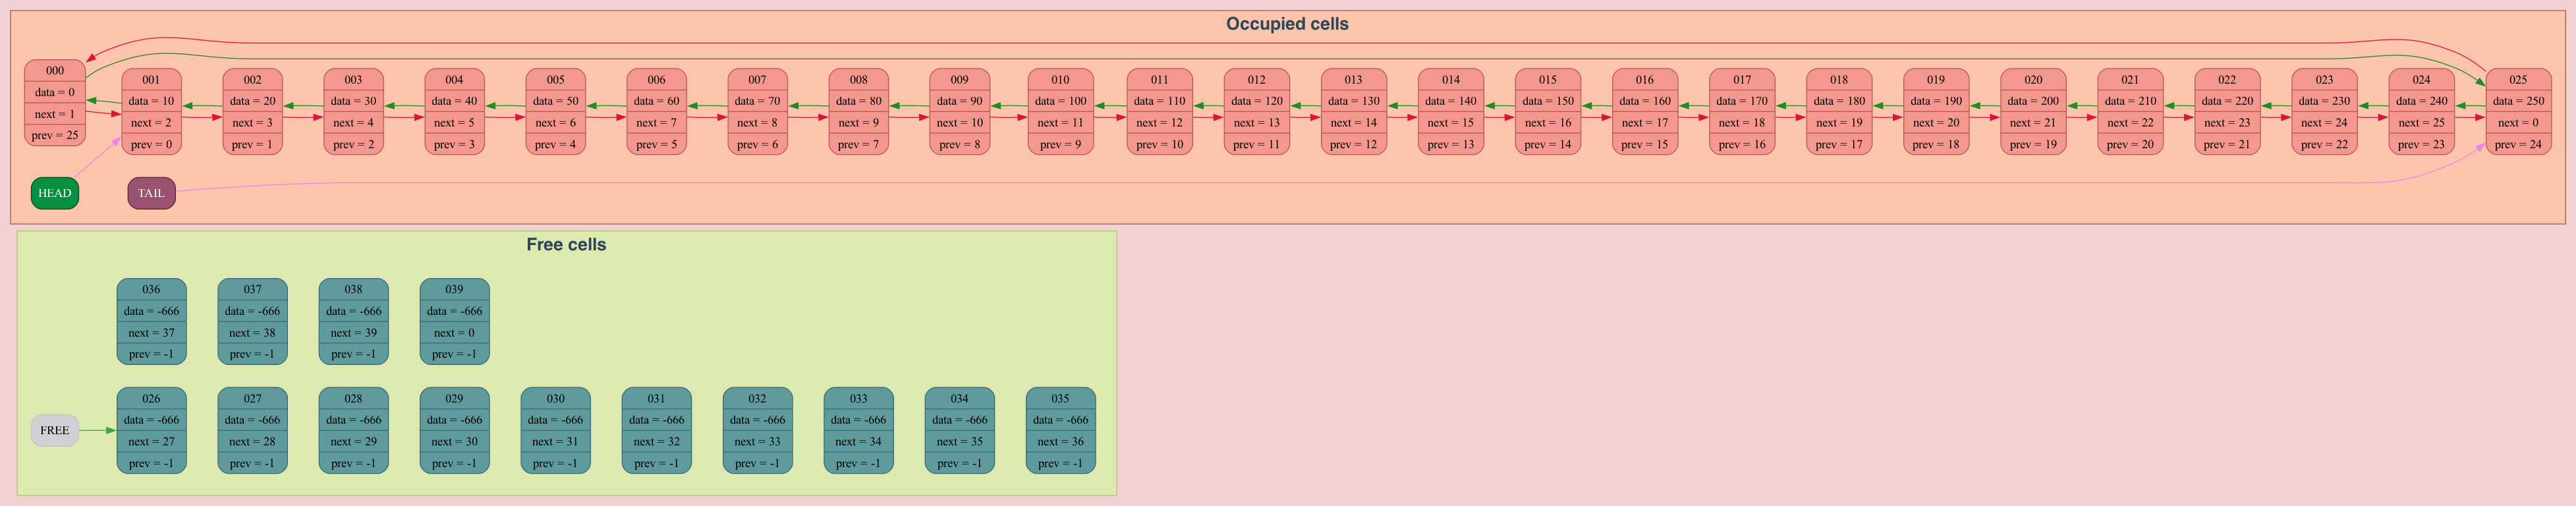 Occupied cells
000
data = 0
next = 1
prev = 25
001
data = 10
next = 2
prev = 0
002
data = 20
next = 3
prev = 1
003
data = 30
next = 4
prev = 2
004
data = 40
next = 5
prev = 3
005
data = 50
next = 6
prev = 4
006
data = 60
next = 7
prev = 5
007
data = 70
next = 8
prev = 6
008
data = 80
next = 9
prev = 7
009
data = 90
next = 10
prev = 8
010
data = 100
next = 11
prev = 9
011
data = 110
next = 12
prev = 10
012
data = 120
next = 13
prev = 11
013
data = 130
next = 14
prev = 12
014
data = 140
next = 15
prev = 13
015
data = 150
next = 16
prev = 14
016
data = 160
next = 17
prev = 15
017
data = 170
next = 18
prev = 16
018
data = 180
next = 19
prev = 17
019
data = 190
next = 20
prev = 18
020
data = 200
next = 21
prev = 19
021
data = 210
next = 22
prev = 20
022
data = 220
next = 23
prev = 21
023
data = 230
next = 24
prev = 22
024
data = 240
next = 25
prev = 23
025
data = 250
next = 0
prev = 24
HEAD
TAIL
Free cells
036
data = -666
next = 37
prev = -1
037
data = -666
next = 38
prev = -1
038
data = -666
next = 39
prev = -1
039
data = -666
next = 0
prev = -1
FREE
026
data = -666
next = 27
prev = -1
027
data = -666
next = 28
prev = -1
028
data = -666
next = 29
prev = -1
029
data = -666
next = 30
prev = -1
030
data = -666
next = 31
prev = -1
031
data = -666
next = 32
prev = -1
032
data = -666
next = 33
prev = -1
033
data = -666
next = 34
prev = -1
034
data = -666
next = 35
prev = -1
035
data = -666
next = 36
prev = -1